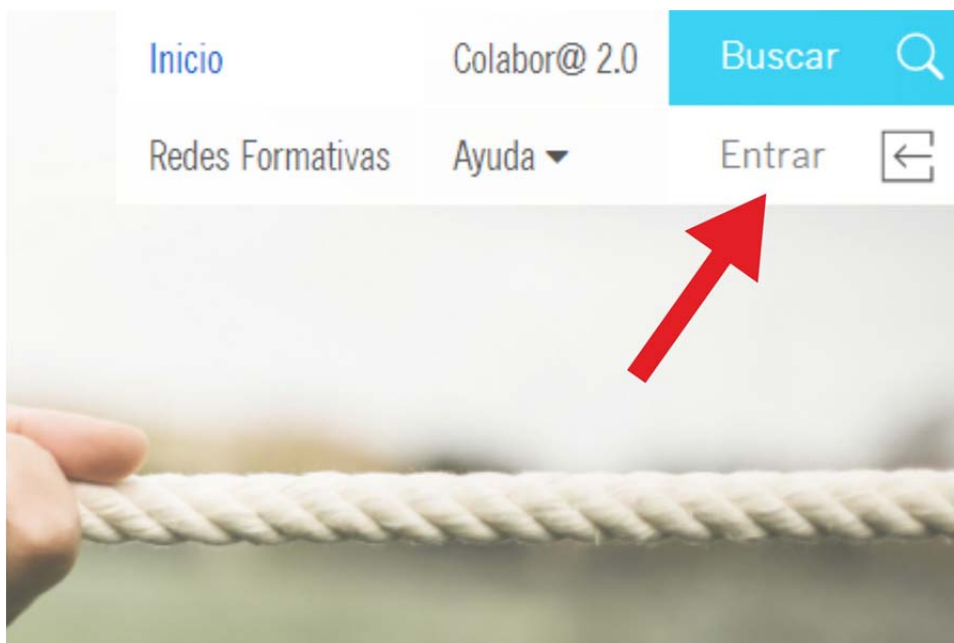 Inicio
Colabor@ 2.0
Buscar
Redes Formativas
Ayuda
Entrar